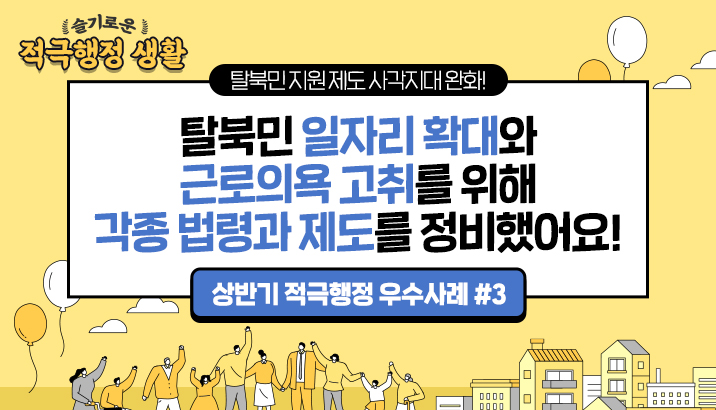 슬기로운
적극행정 생활
탈북민 지원 제도 사각지대 완화!
탈북민 일자리 확대와
근로의욕 고취를 위해
각종 법령과 제도를 정비했어요!
상반기 적극행정 우수사례 #3